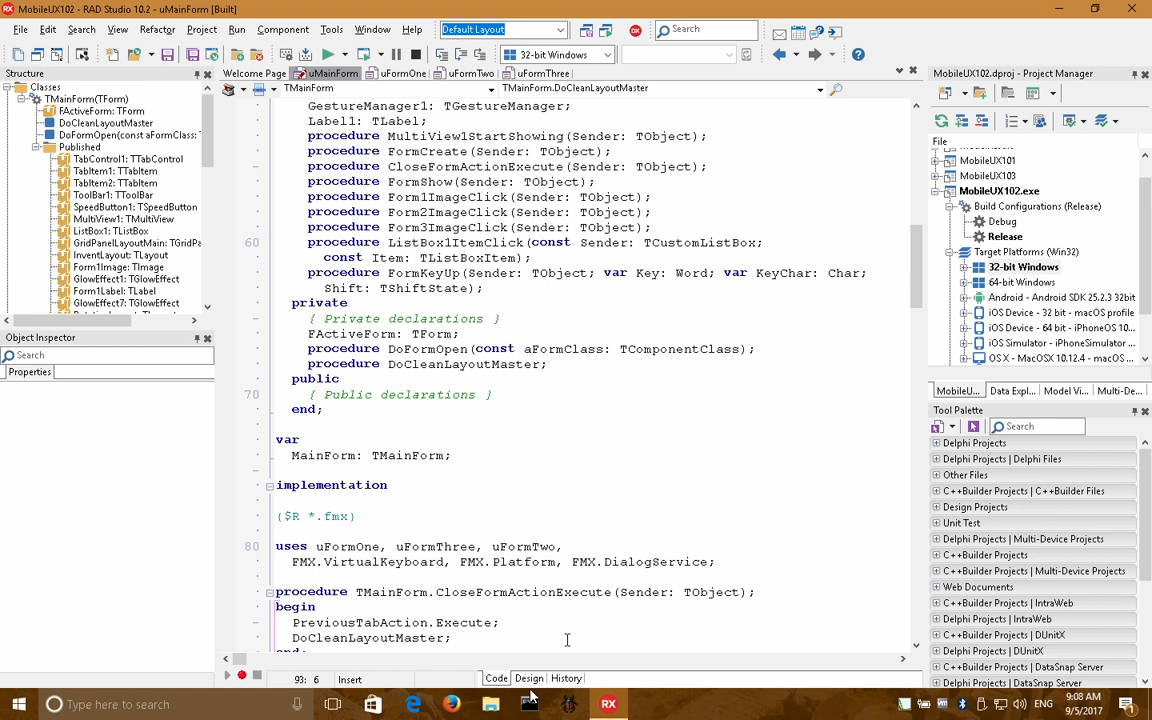 MobileUX102 - RAD Studio 10.2 - uMainForm [Built]
File Edit Search View Refactor Project Run Component Tools Window Help
Default Layout
Search
32-bit Windows
Structure
Classes
TMainForm(TForm)
FActiveForm: TForm
DoCleanLayoutMaster
DoFormOpen(const aFormClass:
Published
TabControl1: TTabControl
TabItem1: TTabItem
TabItem2: TTabItem
ToolBar1: TToolBar
SpeedButton1: TSpeedButton
MultiView1: TMultiView
ListBox1: TListBox
GridPanelLayoutMain: TGridPa
InventLayout: TLayout
Form1Image: TImage
GlowEffect1: TGlowEffect
Form1Label: TLabel
GlowEffect7: TGlowEffect
Object Inspector
Search
Properties
Welcome Page uMainForm uFormOne uFormTwo uFormThree
TMainForm TMainForm.DoCleanLayoutMaster
GestureManager1: TGestureManager;
Label1: TLabel;
procedure MultiView1StartShowing(Sender: TObject);
procedure FormCreate(Sender: TObject);
procedure CloseFormActionExecute(Sender: TObject);
procedure FormShow(Sender: TObject);
procedure Form1ImageClick(Sender: TObject);
procedure Form2ImageClick(Sender: TObject);
procedure Form3ImageClick(Sender: TObject);
60 procedure ListBox1ItemClick(const Sender: TCustomListBox;
const Item: TListBoxItem);
procedure FormKeyUp(Sender: TObject; var Key: Word; var KeyChar: Char;
Shift: TShiftState);
private
{ Private declarations }
FActiveForm: TForm;
procedure DoFormOpen(const aFormClass: TComponentClass);
procedure DoCleanLayoutMaster;
public
70 { Public declarations }
end;
var
MainForm: TMainForm;
implementation
{$R *.fmx}
80 uses uFormOne, uFormThree, uFormTwo,
FMX.VirtualKeyboard, FMX.Platform, FMX.DialogService;
procedure TMainForm.CloseFormActionExecute(Sender: TObject);
begin
PreviousTabAction.Execute;
DoCleanLayoutMaster;
end;
93: 6 Insert Code Design History
MobileUX102.dproj - Project Manager
File
MobileUX101
MobileUX103
MobileUX102.exe
Build Configurations (Release)
Debug
Release
Target Platforms (Win32)
32-bit Windows
64-bit Windows
Android - Android SDK 25.2.3 32bit
iOS Device - 32 bit - macOS profile
iOS Device - 64 bit - iPhoneOS 10...
iOS Simulator - iPhoneSimulator ...
OS X - MacOSX 10.12.4 - macOS ...
MobileU... Data Expl... Model Vi... Multi-De...
Tool Palette
Search
Delphi Projects
Delphi Projects | Delphi Files
Other Files
C++Builder Projects | C++Builder Files
Design Projects
Unit Test
Delphi Projects | Multi-Device Projects
C++Builder Projects
C++Builder Projects | Multi-Device Projects
Web Documents
C++Builder Projects | IntraWeb
Delphi Projects | IntraWeb
C++Builder Projects | DUnitX
Delphi Projects | DUnitX
C++Builder Projects | DataSnap Server
Delphi Projects | DataSnap Server
Type here to search
RX
ENG
9:08 AM
9/5/2017